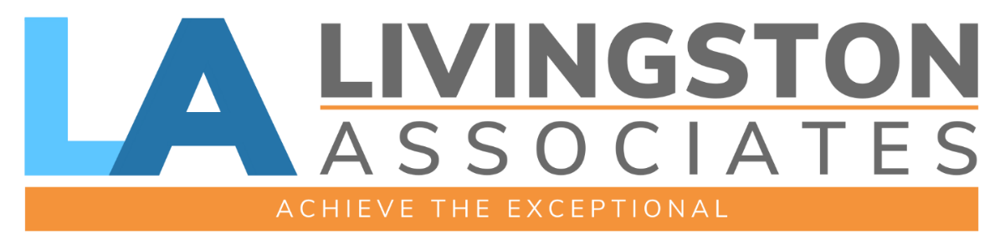 LA
LIVINGSTON
ASSOCIATES
ACHIEVE THE EXCEPTIONAL